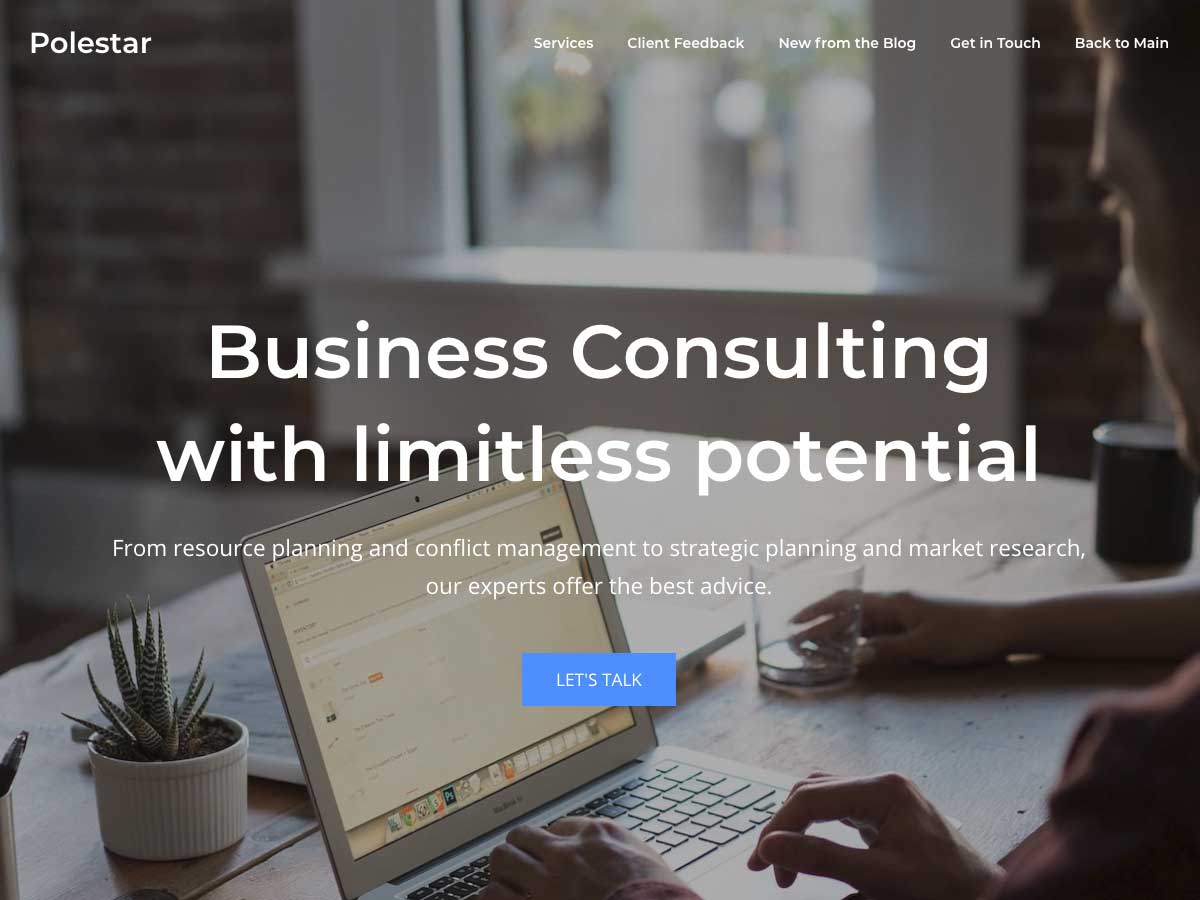 Polestar
Services Client Feedback New from the Blog Get in Touch Back to Main
Business Consulting
with limitless potential
From resource planning and conflict management to strategic planning and market research,
our experts offer the best advice.
LET'S TALK
MacBook Air